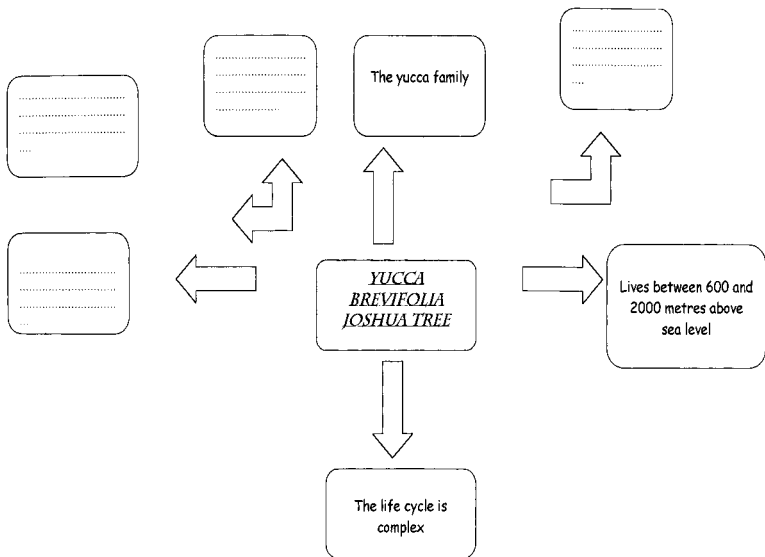 The yucca family
YUCCA
BREVIFOLIA
JOSHUA TREE
Lives between 600 and
2000 metres above
sea level
The life cycle is
complex